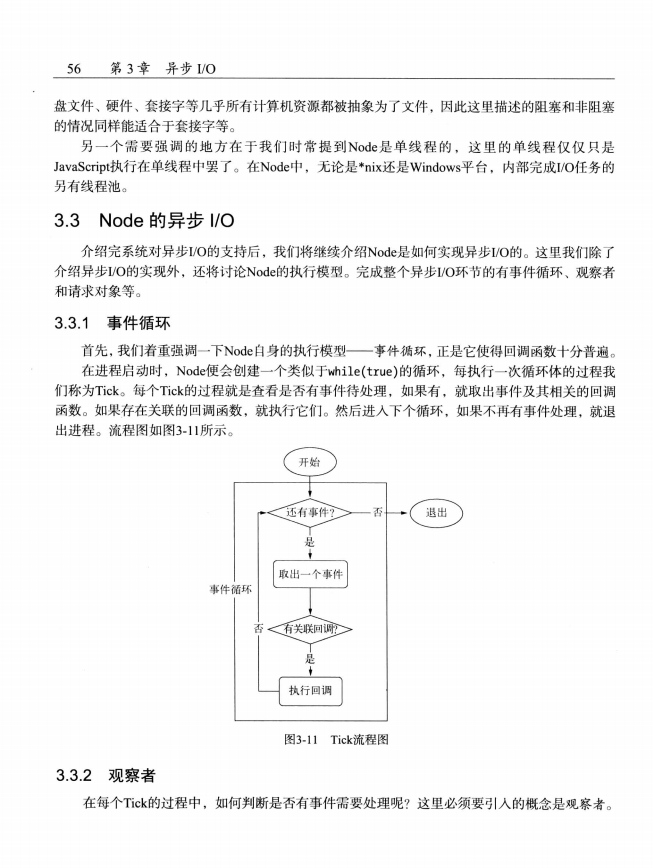 56 第3章 异步 I/O
盘文件、硬件、套接字等几乎所有计算机资源都被抽象为了文件，因此这里描述的阻塞和非阻塞
的情况同样能适合于套接字等。
另一个需要强调的地方在于我们时常提到Node是单线程的，这里的单线程仅仅只是
JavaScript执行在单线程中罢了。在Node中，无论是*nix还是Windows平台，内部完成I/O任务的
另有线程池。
3.3 Node 的异步 I/O
介绍完系统对异步I/O的支持后，我们将继续介绍Node是如何实现异步I/O的。这里我们除了
介绍异步I/O的实现外，还将讨论Node的执行模型。完成整个异步I/O环节的有事件循环、观察者
和请求对象等。
3.3.1 事件循环
首先，我们着重强调一下Node自身的执行模型——事件循环，正是它使得回调函数十分普遍。
在进程启动时，Node便会创建一个类似于while(true)的循环，每执行一次循环体的过程我
们称为Tick。每个Tick的过程就是查看是否有事件待处理，如果有，就取出事件及其相关的回调
函数。如果存在关联的回调函数，就执行它们。然后进入下个循环，如果不再有事件处理，就退
出进程。流程图如图3-11所示。
开始
还有事件?
否
退出
是
取出一个事件
事件循环
否
有关联回调?
是
执行回调
图3-11 Tick流程图
3.3.2 观察者
在每个Tick的过程中，如何判断是否有事件需要处理呢？这里必须要引入的概念是观察者。